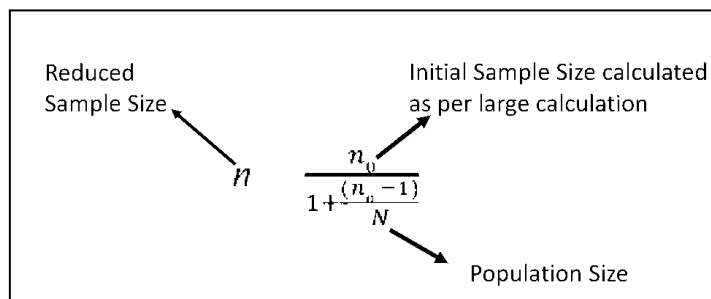 Reduced
Sample Size
Initial Sample Size calculated
as per large calculation
n
n₀
1+ (n₀ −1)
N
Population Size